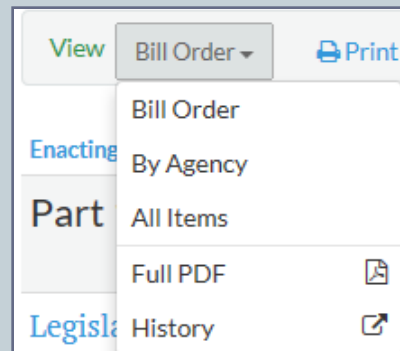 View Bill Order Print
Bill Order
Enacting
By Agency
Part All Items
Full PDF
Legisla History